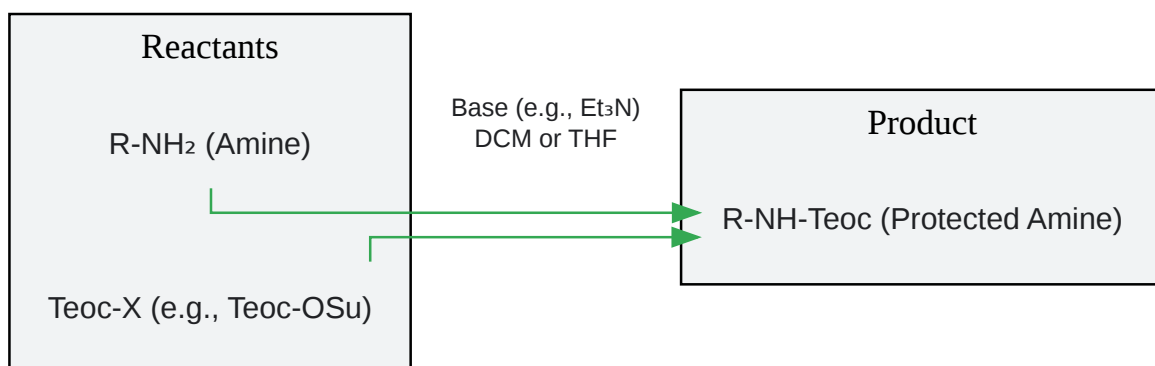 Reactants
R-NH₂ (Amine)
Teoc-X (e.g., Teoc-OSu)
Base (e.g., Et₃N)
DCM or THF
Product
R-NH-Teoc (Protected Amine)